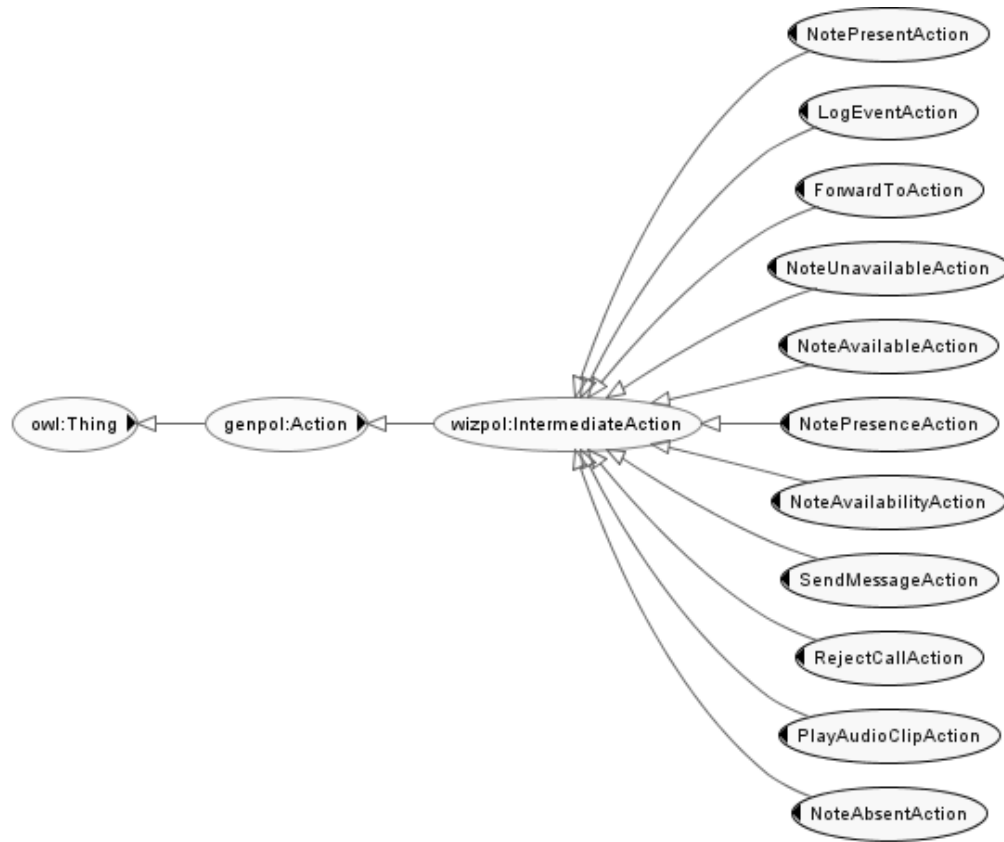 NotePresentAction
LogEventAction
ForwardToAction
NoteUnavailableAction
NoteAvailableAction
owl:Thing
genpol:Action
wizpol:IntermediateAction
NotePresenceAction
NoteAvailabilityAction
SendMessageAction
RejectCallAction
PlayAudioClipAction
NoteAbsentAction